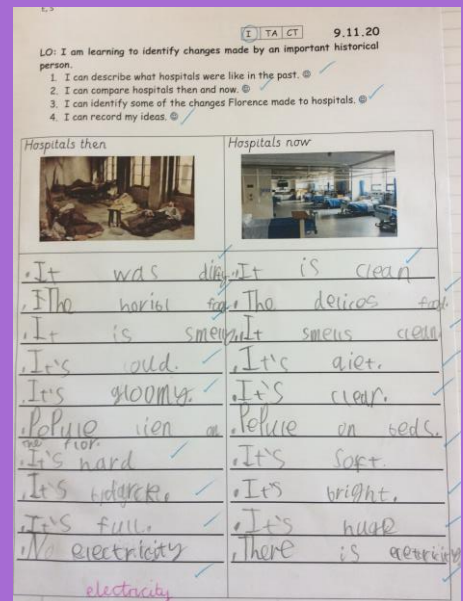 I TA CT 9.11.20
LO: I am learning to identify changes made by an important historical
person.
1. I can describe what hospitals were like in the past. ☺
2. I can compare hospitals then and now. ☺
3. I can identify some of the changes Florence made to hospitals. ☺
4. I can record my ideas. ☺
Hospitals then
Hospitals now
.It was dirty
.The horibl food
.It is smelly
.It's loud.
.It's gloomy.
.Pepule lien on
the flor.
.It's hard
.It's
.It's full.
.No electricity
electricity
.It is clean
.The delices food.
.It smells clean
.It's qiet.
.It's clear.
.Pepule on beds.
.It's soft.
.It's bright.
.It's huge
.There is